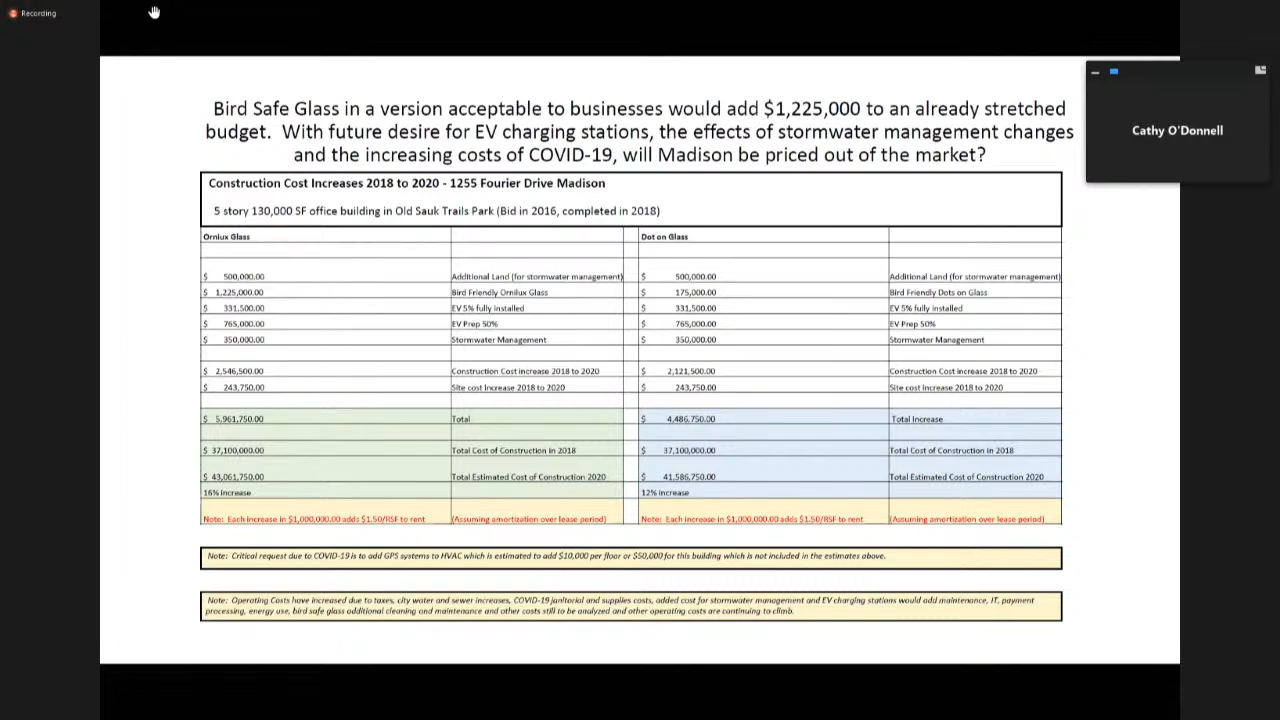 Recording
Cathy O'Donnell
Bird Safe Glass in a version acceptable to businesses would add $1,225,000 to an already stretched
budget. With future desire for EV charging stations, the effects of stormwater management changes
and the increasing costs of COVID-19, will Madison be priced out of the market?
Construction Cost Increases 2018 to 2020 - 1255 Fourier Drive Madison
5 story 130,000 SF office building in Old Sauk Trails Park (Bid in 2016, completed in 2018)
Ornlux Glass Dot on Glass
$ 500,000.00 Additional Land (for stormwater management) $ 500,000.00 Additional Land (for stormwater management)
$ 1,225,000.00 Bird Friendly Ornilux Glass $ 175,000.00 Bird Friendly Dots on Glass
$ 331,500.00 EV 5% fully installed $ 331,500.00 EV 5% fully installed
$ 765,000.00 EV Prep 50% $ 765,000.00 EV Prep 50%
$ 350,000.00 Stormwater Management $ 350,000.00 Stormwater Management
$ 2,546,500.00 Construction Cost increase 2018 to 2020 $ 2,121,500.00 Construction Cost increase 2018 to 2020
$ 243,750.00 Site cost increase 2018 to 2020 $ 243,750.00 Site cost increase 2018 to 2020
$ 5,961,750.00 Total $ 4,486,750.00 Total Increase
$ 37,100,000.00 Total Cost of Construction in 2018 $ 37,100,000.00 Total Cost of Construction in 2018
$ 43,061,750.00 Total Estimated Cost of Construction 2020 $ 41,586,750.00 Total Estimated Cost of Construction 2020
16% increase 12% increase
Note: Each increase in $1,000,000.00 adds $1.50/RSF to rent (Assuming amortization over lease period) Note: Each increase in $1,000,000.00 adds $1.50/RSF to rent (Assuming amortization over lease period)
Note: Critical request due to COVID-19 is to add GPS systems to HVAC which is estimated to add $10,000 per floor or $50,000 for this building which is not included in the estimates above.
Note: Operating Costs have increased due to taxes, city water and sewer increases, COVID-19 janitorial and supplies costs, added cost for stormwater management and EV charging stations would add maintenance, IT, payment
processing, energy use, bird safe glass additional cleaning and maintenance and other costs still to be analyzed and other operating costs are continuing to climb.